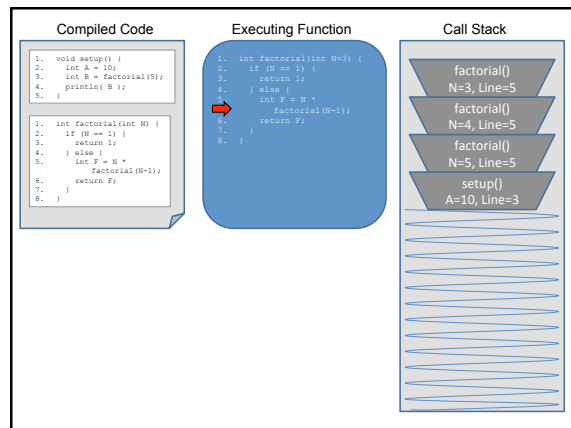 Compiled Code
1. void setup() {
2. int A = 10;
3. int B = factorial(5);
4. println( B );
5. }
1. int factorial(int N) {
2. if (N == 1) {
3. return 1;
4. } else {
5. int F = N *
factorial(N-1);
6. return F;
7. }
8. }
Executing Function
1. int factorial(int N=3) {
2. if (N == 1) {
3. return 1;
4. } else {
5. int F = N *
factorial(N-1);
6. return F;
7. }
8. }
Call Stack
factorial()
N=3, Line=5
factorial()
N=4, Line=5
factorial()
N=5, Line=5
setup()
A=10, Line=3